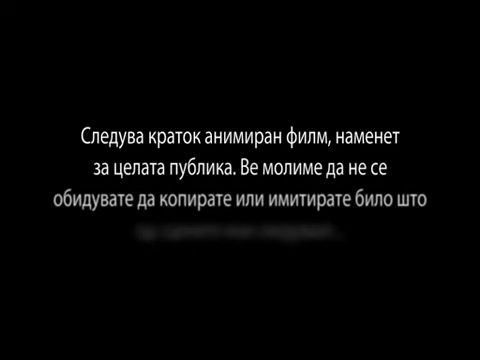 Следува краток анимиран филм, наменет
за целата публика. Ве молиме да не се
обидувате да копирате или имитирате било што